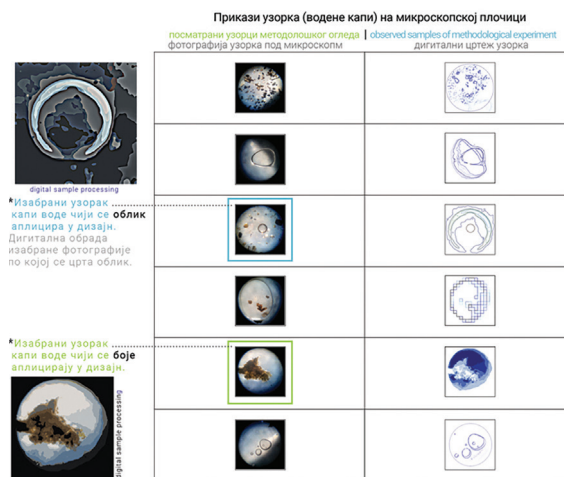 Прикази узорка (водене капи) на микроскопској плочици
посматрани узорци методолошког огледа | observed samples of methodological experiment
фотографија узорка под микроскопм
дигитални цртеж узорка
digital sample processing
*Изабрани узорак
капи воде чији се облик
аплицира у дизајн.
Дигитална обрада
изабране фотографије
по којој се црта облик.
*Изабрани узорак
капи воде чији се боје
аплицирају у дизајн.
digital sample processing